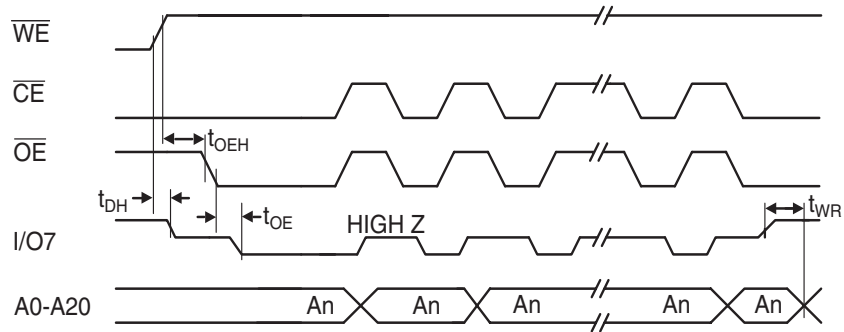 WE
CE
OE
tOEH
tDH
tOE
HIGH Z
tWR
I/O7
A0-A20
An An An An An